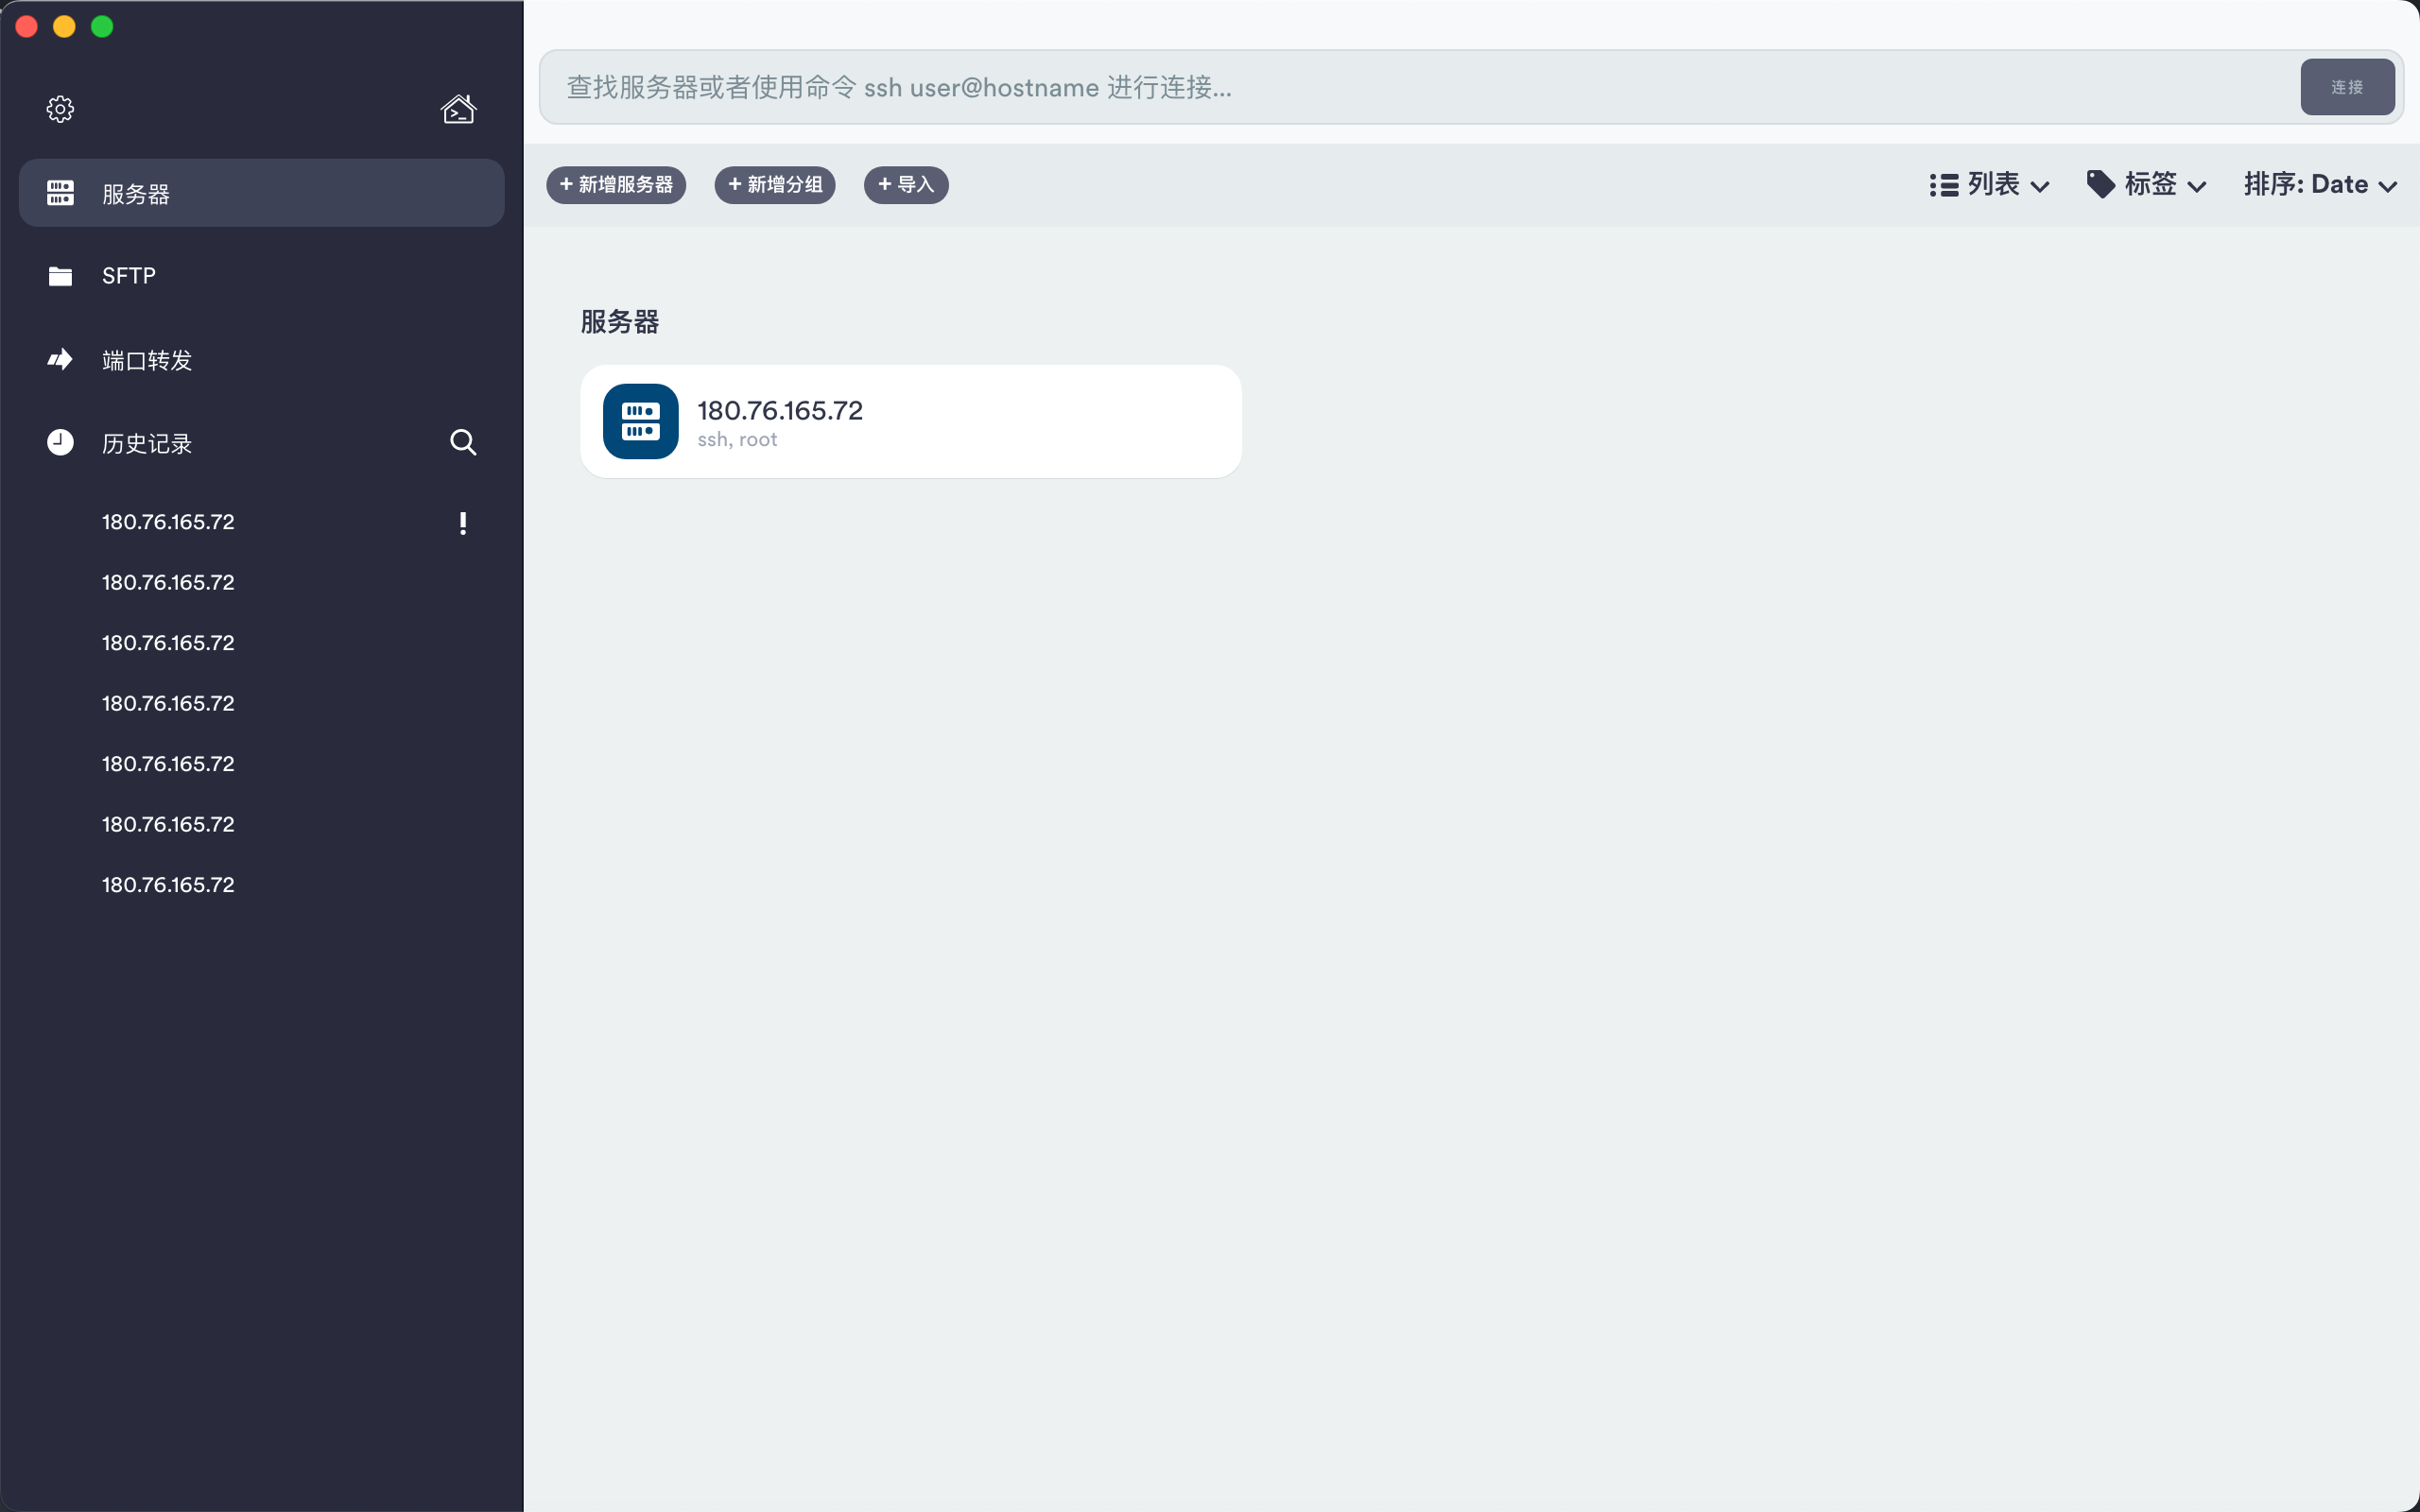 查找服务器或者使用命令 ssh user@hostname 进行连接...
连接
服务器
SFTP
端口转发
历史记录
180.76.165.72
180.76.165.72
180.76.165.72
180.76.165.72
180.76.165.72
180.76.165.72
180.76.165.72
+ 新增服务器
+ 新增分组
+ 导入
列表
标签
排序: Date
服务器
180.76.165.72
ssh, root